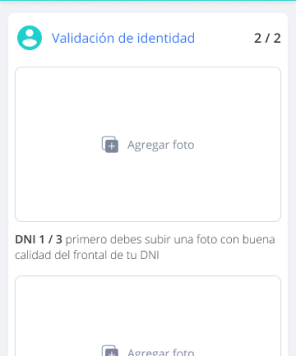 Validación de identidad 2 / 2
Agregar foto
DNI 1 / 3 primero debes subir una foto con buena
calidad del frontal de tu DNI
Agregar foto